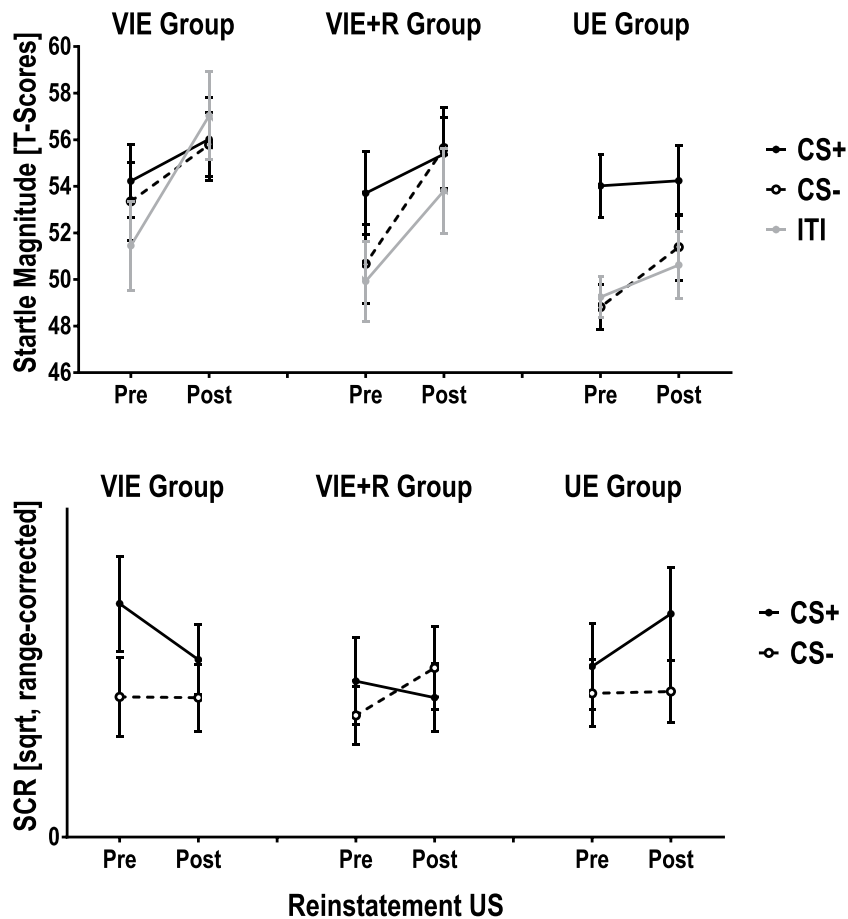 VIE Group VIE+R Group UE Group
Startle Magnitude [T-Scores]
60
58
56
54
52
50
48
46
CS+
CS-
ITI
Pre Post Pre Post Pre Post
VIE Group VIE+R Group UE Group
SCR [sqrt, range-corrected]
CS+
CS-
0
Pre Post Pre Post Pre Post
Reinstatement US